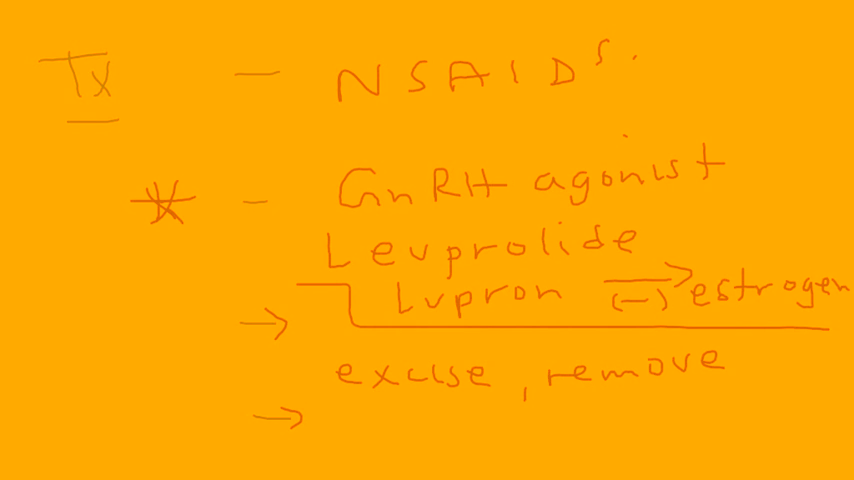 Tx - NSAIDs.
* - GnRH agonist
Leuprolide
→ Lupron (-)→ estrogen
excise, remove
→